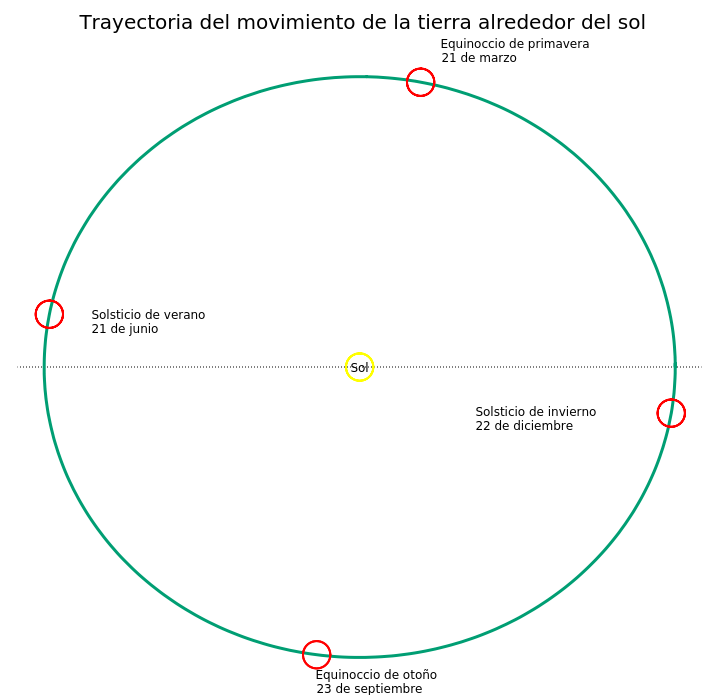 Trayectoria del movimiento de la tierra alrededor del sol
Equinoccio de primavera
21 de marzo
Solsticio de verano
21 de junio
Sol
Solsticio de invierno
22 de diciembre
Equinoccio de otoño
23 de septiembre